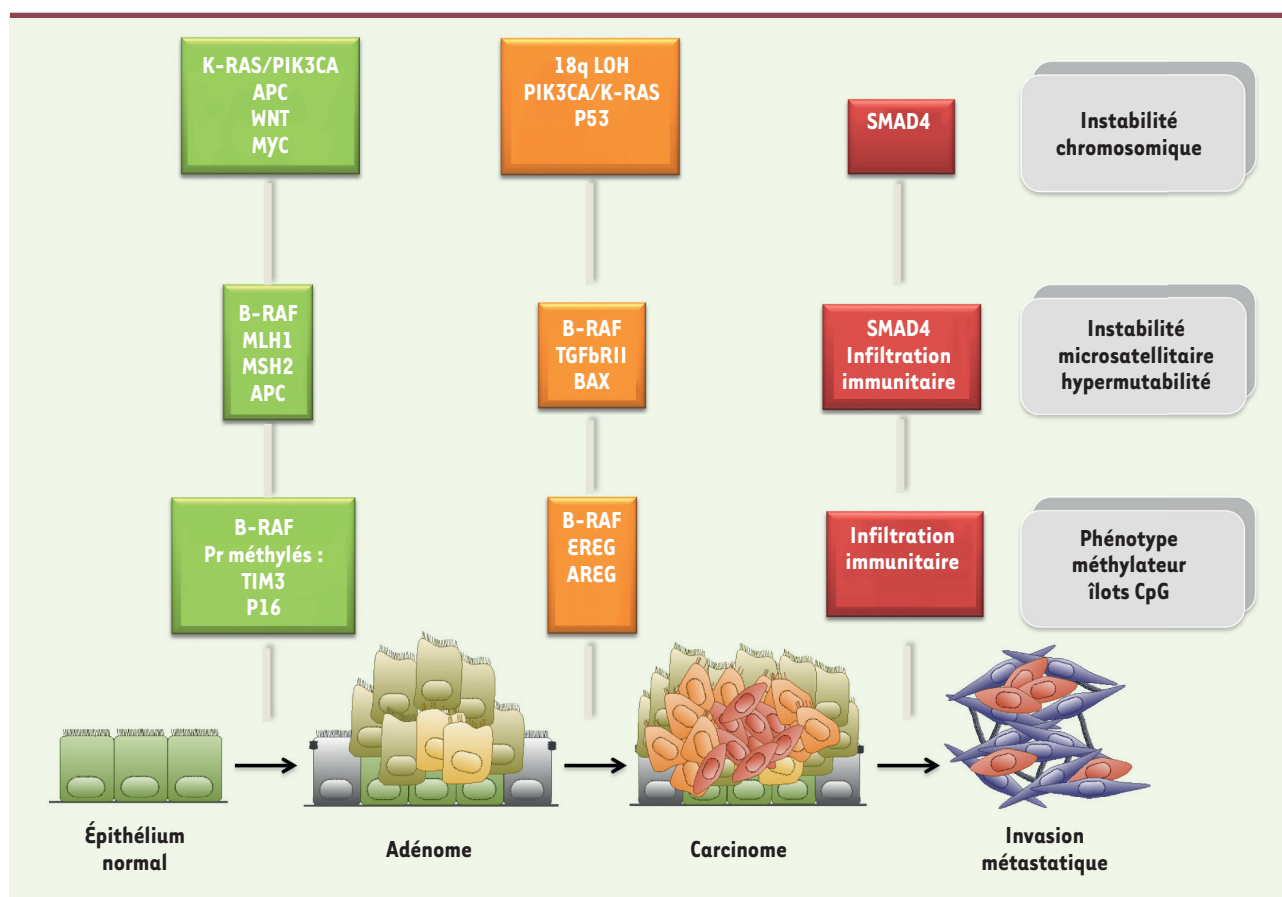 K-RAS/PIK3CA
APC
WNT
MYC
18q LOH
PIK3CA/K-RAS
P53
SMAD4
Instabilité
chromosomique
B-RAF
MLH1
MSH2
APC
B-RAF
TGFbRII
BAX
SMAD4
Infiltration
immunitaire
Instabilité
microsatellitaire
hypermutabilité
B-RAF
Pr méthylés :
TIM3
P16
B-RAF
EREG
AREG
Infiltration
immunitaire
Phénotype
méthylateur
îlots CpG
Épithélium
normal
Adénome
Carcinome
Invasion
métastatique